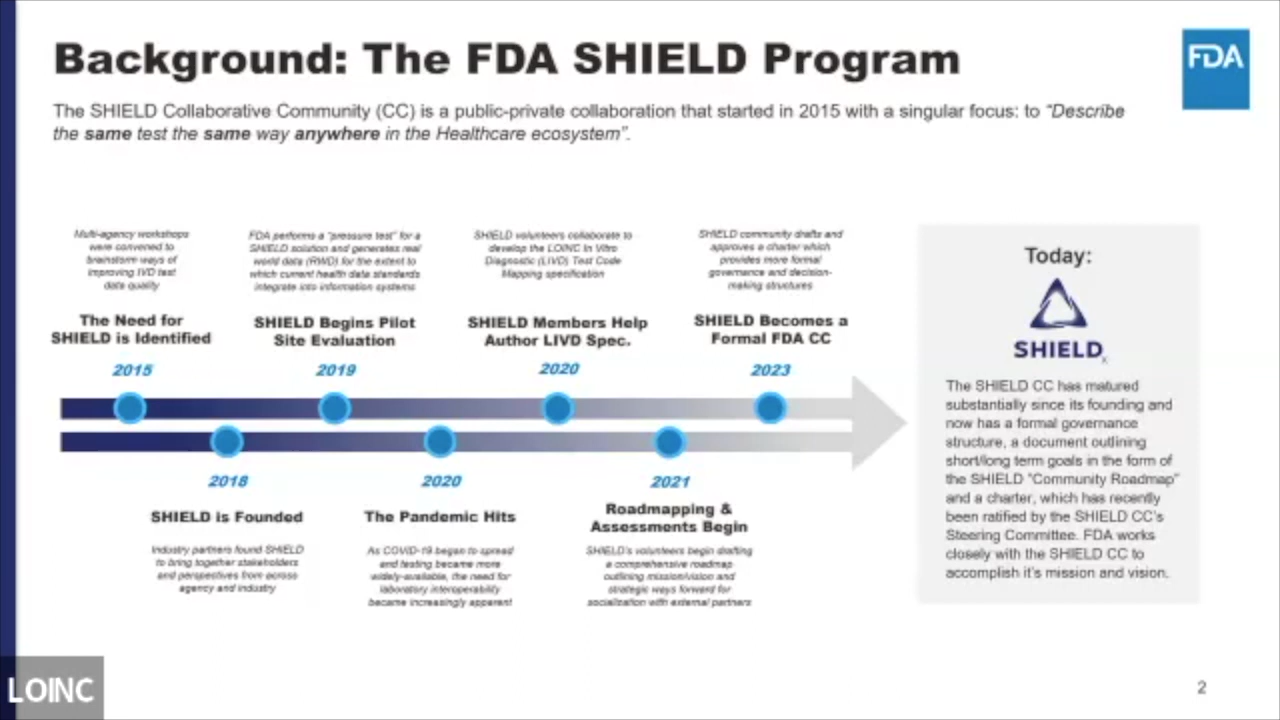 Background: The FDA SHIELD Program
FDA
The SHIELD Collaborative Community (CC) is a public-private collaboration that started in 2015 with a singular focus: to “Describe
the same test the same way anywhere in the Healthcare ecosystem”.
Multi-agency workshops
were convened to
brainstorm ways of
improving IVD test
data quality
The Need for
SHIELD is Identified
2015
FDA performs a "pressure test" for a
SHIELD solution and generates real
world data (RWD) for the extent to
which current health data standards
integrate into information systems
SHIELD Begins Pilot
Site Evaluation
2019
SHIELD volunteers collaborate to
develop the LOINC In Vitro
Diagnostic (LIVD) Test Code
Mapping specification
SHIELD Members Help
Author LIVD Spec.
2020
SHIELD community drafts and
approves a charter which
provides more formal
governance and decision-
making structures
SHIELD Becomes a
Formal FDA CC
2023
2018
SHIELD is Founded
Industry partners found SHIELD
to bring together stakeholders
and perspectives from across
agency and industry
2020
The Pandemic Hits
As COVID-19 began to spread
and testing became more
widely-available, the need for
laboratory interoperability
became increasingly apparent
2021
Roadmapping &
Assessments Begin
SHIELD's volunteers begin drafting
a comprehensive roadmap
outlining mission/vision and
strategic ways forward for
socialization with external partners
Today:
SHIELD
The SHIELD CC has matured
substantially since its founding and
now has a formal governance
structure, a document outlining
short/long term goals in the form of
the SHIELD "Community Roadmap"
and a charter, which has recently
been ratified by the SHIELD CC's
Steering Committee. FDA works
closely with the SHIELD CC to
accomplish it's mission and vision.
LOINC
2